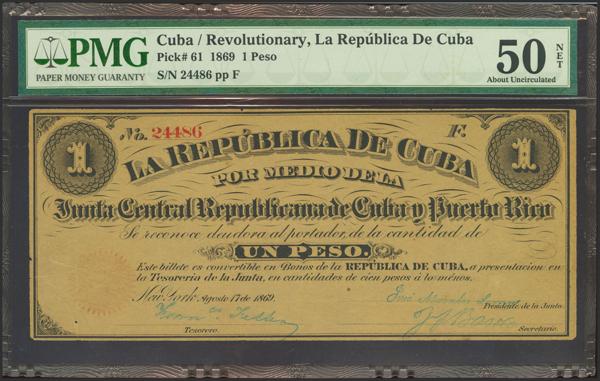 PMG
PAPER MONEY GUARANTY
Cuba / Revolutionary, La República De Cuba
Pick# 61 1869 1 Peso
S/N 24486 pp F
50 NET
About Uncirculated
No. 24486
F.
1
1
LA REPÚBLICA DE CUBA
POR MEDIO DE LA
Junta Central Republicana de Cuba y Puerto Rico
Se reconoce deudora al portador, de la cantidad de
UN PESO.
Este billete es convertible en Bonos de la REPÚBLICA DE CUBA, a presentacion en
la Tesoreria de la Junta, en cantidades de cien pesos á lo ménos.
New York Agosto 17 de 1869.
Presidente de la Junta.
Tesorero.
Secretario.